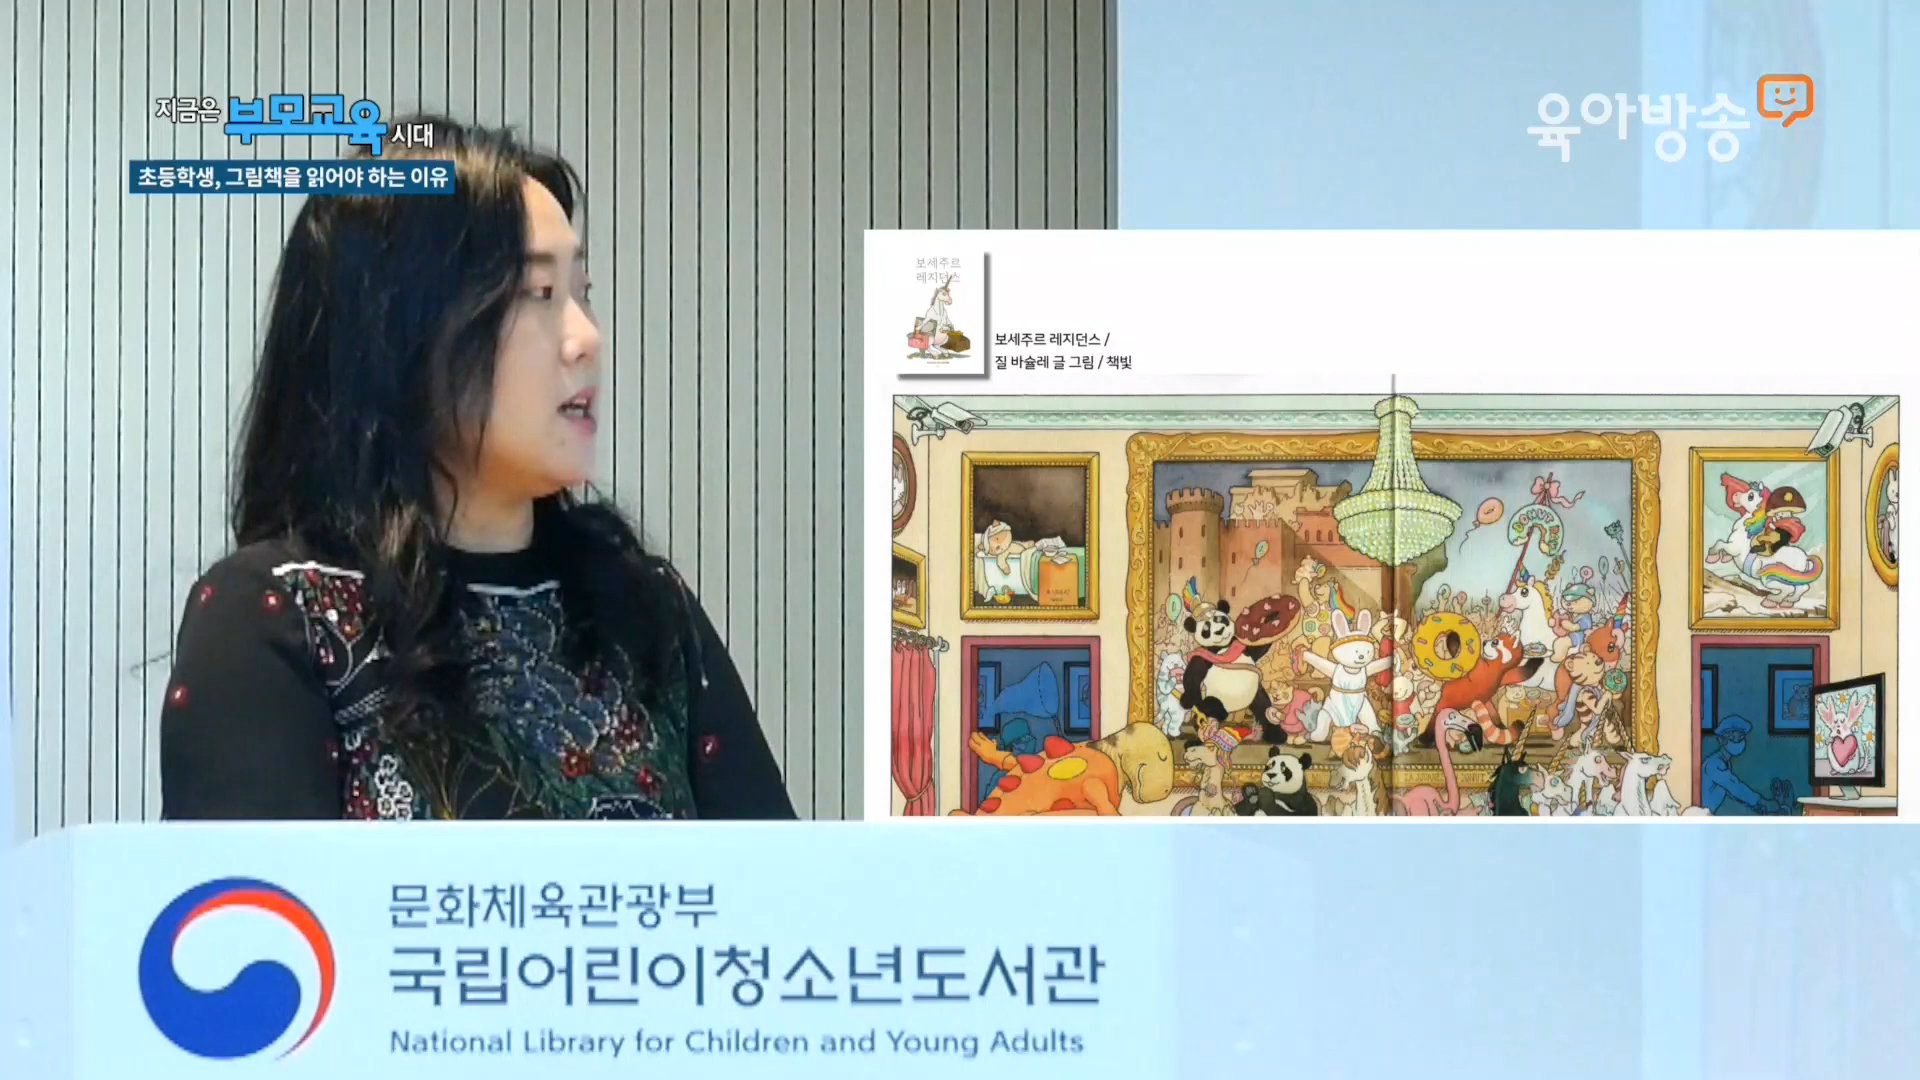 지금은 부모교육 시대
초등학생, 그림책을 읽어야 하는 이유
육아방송
보세주르
레지던스
보세주르 레지던스 /
질 바슐레 글 그림 / 책빛
DONUT
문화체육관광부
국립어린이청소년도서관
National Library for Children and Young Adults